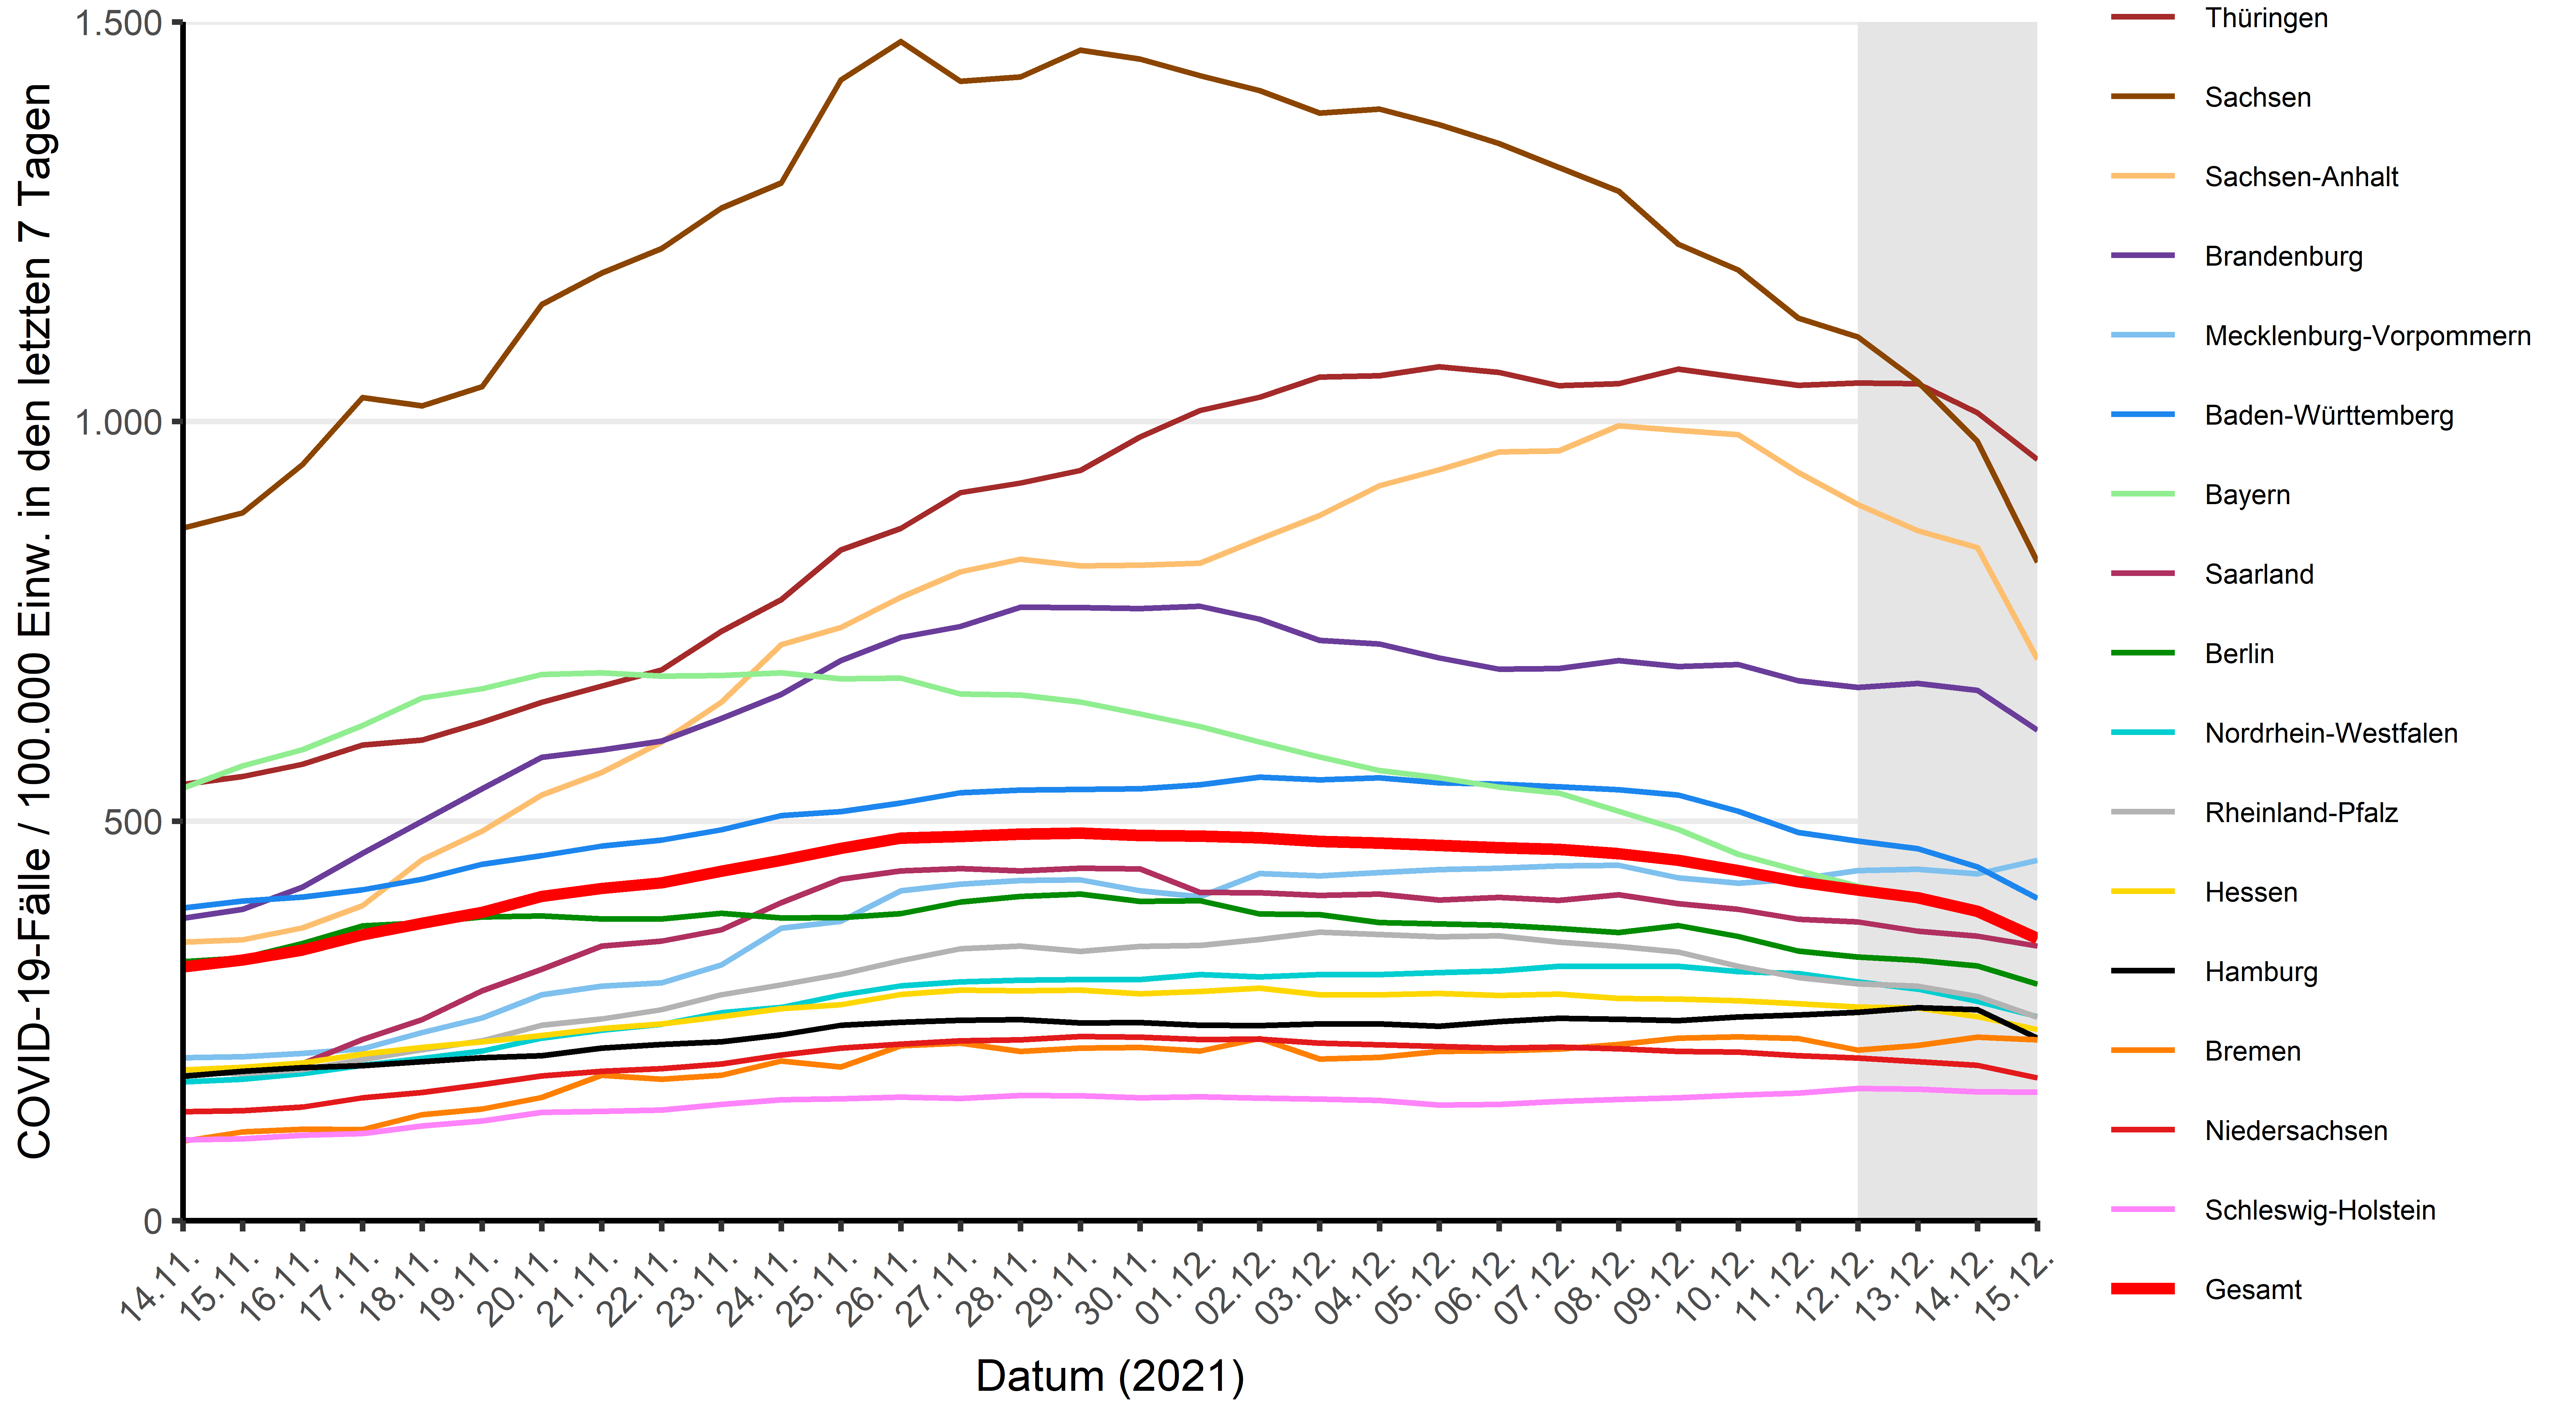 COVID-19-Fälle / 100.000 Einw. in den letzten 7 Tagen
1.500
1.000
500
0
14.11.
15.11.
16.11.
17.11.
18.11.
19.11.
20.11.
21.11.
22.11.
23.11.
24.11.
25.11.
26.11.
27.11.
28.11.
29.11.
30.11.
01.12.
02.12.
03.12.
04.12.
05.12.
06.12.
07.12.
08.12.
09.12.
10.12.
11.12.
12.12.
13.12.
14.12.
15.12.
Datum (2021)
Thüringen
Sachsen
Sachsen-Anhalt
Brandenburg
Mecklenburg-Vorpommern
Baden-Württemberg
Bayern
Saarland
Berlin
Nordrhein-Westfalen
Rheinland-Pfalz
Hessen
Hamburg
Bremen
Niedersachsen
Schleswig-Holstein
Gesamt